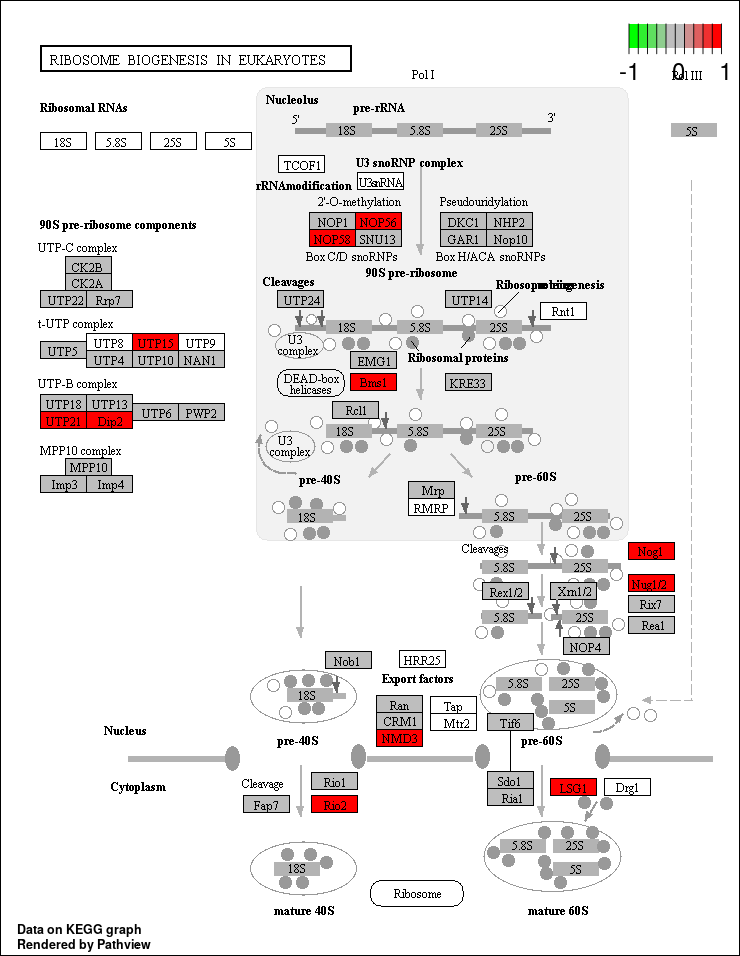 RIBOSOME BIOGENESIS IN EUKARYOTES
-1 0 1
Pol I
Pol III
Ribosomal RNAs
18S 5.8S 25S 5S
Nucleolus
pre-rRNA
5' 3'
18S 5.8S 25S
5S
TCOF1
U3 snoRNP complex
U3snRNA
rRNAmodification
2'-O-methylation
Pseudouridylation
NOP1 NOP56
NOP58 SNU13
DKC1 NHP2
GAR1 Nop10
Box C/D snoRNPs
Box H/ACA snoRNPs
90S pre-ribosome components
UTP-C complex
CK2B
CK2A
UTP22 Rrp7
t-UTP complex
UTP5
UTP8 UTP15 UTP9
UTP4 UTP10 NAN1
UTP-B complex
UTP18 UTP13
UTP21 Dip2
UTP6 PWP2
MPP10 complex
MPP10
Imp3 Imp4
90S pre-ribosome
Cleavages
UTP24
UTP14
Rnt1
18S 5.8S 25S
U3
complex
Ribosomal proteins
EMG1
DEAD-box
helicases
Bms1
KRE33
Rcl1
18S 5.8S 25S
U3
complex
pre-40S
pre-60S
Mrp
RMRP
18S
5.8S 25S
Cleavages
5.8S 25S
Nog1
Nug1/2
Rix7
Rea1
Rex1/2
Xrn1/2
5.8S 25S
NOP4
Nob1
HRR25
Export factors
18S
Ran
CRM1
NMD3
Tap
Mtr2
5.8S 25S
5S
Tif6
Nucleus
pre-40S
pre-60S
Cytoplasm
Cleavage
Fap7
Rio1
Rio2
Sdo1
Ria1
LSG1
Drg1
18S
5.8S 25S
5S
Ribosome
mature 40S
mature 60S
Data on KEGG graph
Rendered by Pathview